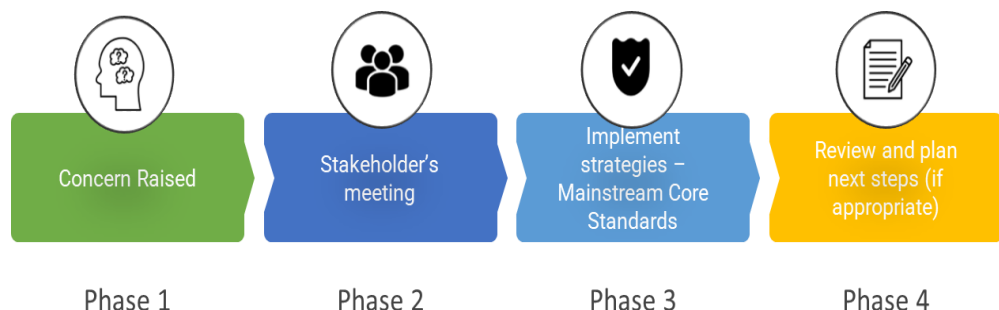 Concern Raised
Stakeholder's
meeting
Implement
strategies –
Mainstream Core
Standards
Review and plan
next steps (if
appropriate)
Phase 1
Phase 2
Phase 3
Phase 4